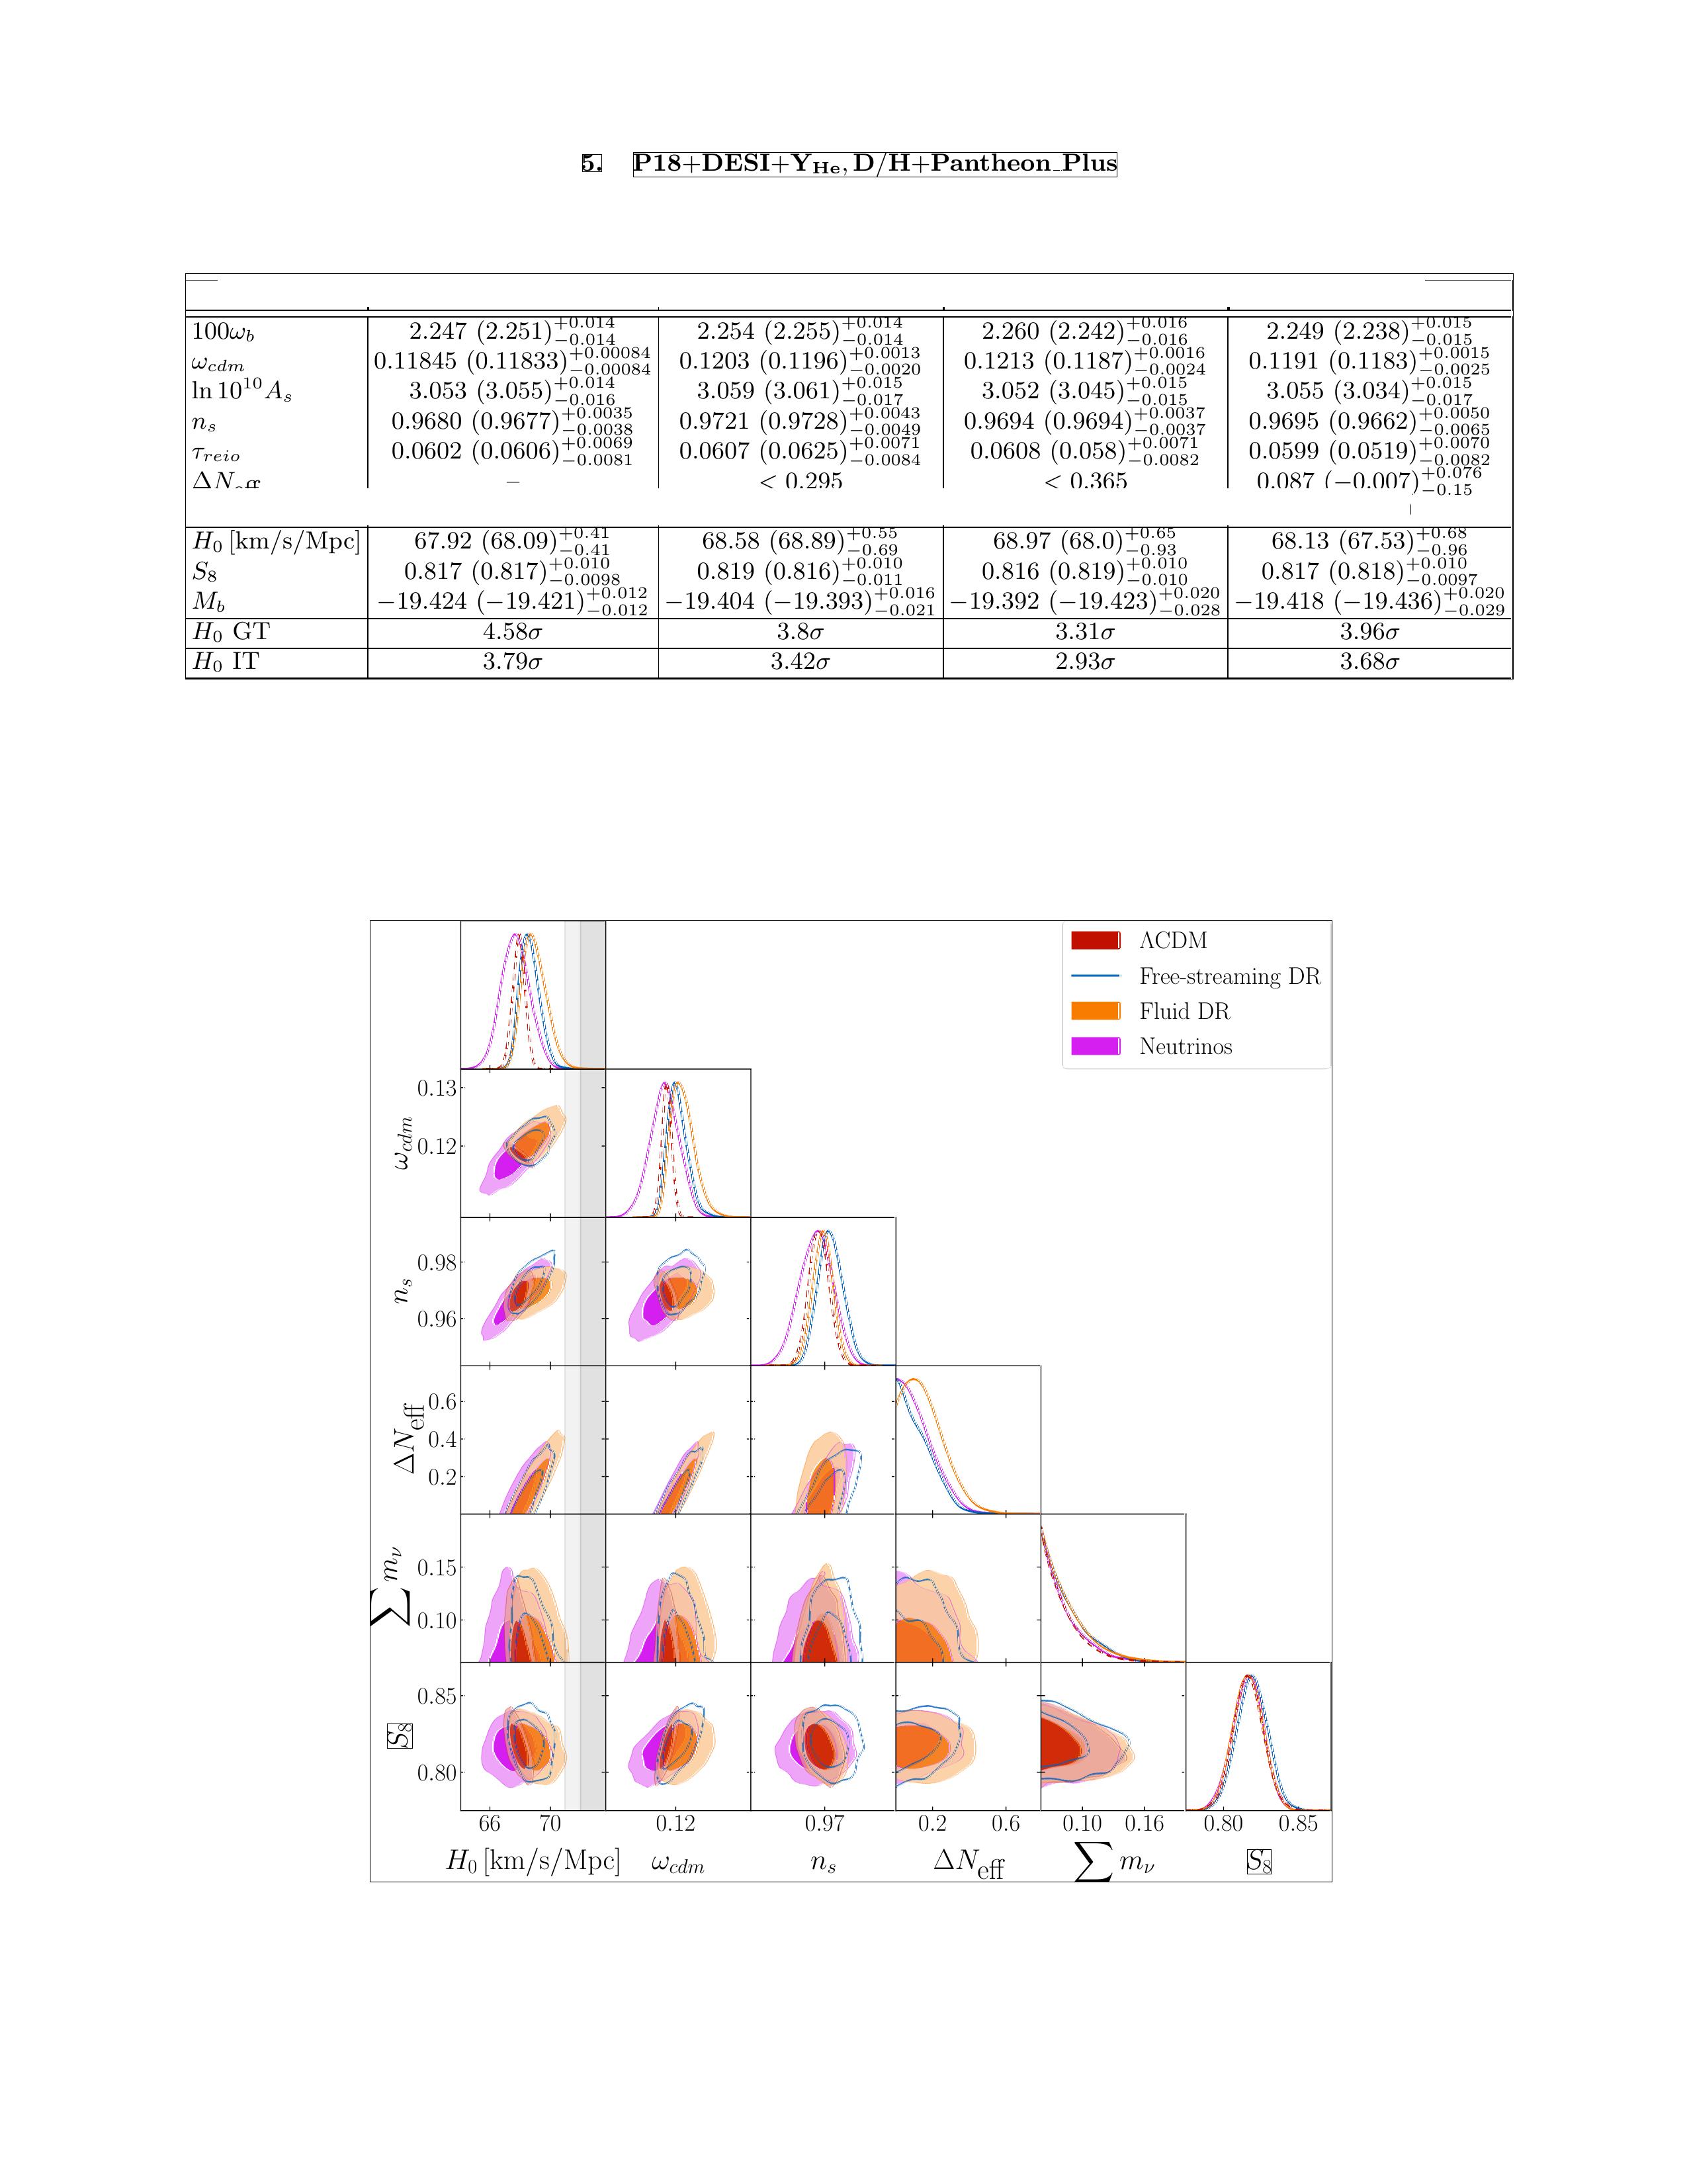 5. P18+DESI+Y_He, D/H+Pantheon_Plus
100ω_b 2.247 (2.251)^{+0.014}_{−0.014} 2.254 (2.255)^{+0.014}_{−0.014} 2.260 (2.242)^{+0.016}_{−0.016} 2.249 (2.238)^{+0.015}_{−0.015}
ω_cdm 0.11845 (0.11833)^{+0.00084}_{−0.00084} 0.1203 (0.1196)^{+0.0013}_{−0.0020} 0.1213 (0.1187)^{+0.0016}_{−0.0024} 0.1191 (0.1183)^{+0.0015}_{−0.0025}
ln 10^{10} A_s 3.053 (3.055)^{+0.014}_{−0.016} 3.059 (3.061)^{+0.015}_{−0.017} 3.052 (3.045)^{+0.015}_{−0.015} 3.055 (3.034)^{+0.015}_{−0.017}
n_s 0.9680 (0.9677)^{+0.0035}_{−0.0038} 0.9721 (0.9728)^{+0.0043}_{−0.0049} 0.9694 (0.9694)^{+0.0037}_{−0.0037} 0.9695 (0.9662)^{+0.0050}_{−0.0065}
τ_reio 0.0602 (0.0606)^{+0.0069}_{−0.0081} 0.0607 (0.0625)^{+0.0071}_{−0.0084} 0.0608 (0.058)^{+0.0071}_{−0.0082} 0.0599 (0.0519)^{+0.0070}_{−0.0082}
ΔN_eff – < 0.295 < 0.365 0.087 (−0.007)^{+0.076}_{−0.15}
H_0 [km/s/Mpc] 67.92 (68.09)^{+0.41}_{−0.41} 68.58 (68.89)^{+0.55}_{−0.69} 68.97 (68.0)^{+0.65}_{−0.93} 68.13 (67.53)^{+0.68}_{−0.96}
S_8 0.817 (0.817)^{+0.010}_{−0.0098} 0.819 (0.816)^{+0.010}_{−0.011} 0.816 (0.819)^{+0.010}_{−0.010} 0.817 (0.818)^{+0.010}_{−0.0097}
M_b −19.424 (−19.421)^{+0.012}_{−0.012} −19.404 (−19.393)^{+0.016}_{−0.021} −19.392 (−19.423)^{+0.020}_{−0.028} −19.418 (−19.436)^{+0.020}_{−0.029}
H_0 GT 4.58σ 3.8σ 3.31σ 3.96σ
H_0 IT 3.79σ 3.42σ 2.93σ 3.68σ
ΛCDM
Free-streaming DR
Fluid DR
Neutrinos
0.13
0.12
ω_cdm
0.98
0.96
n_s
0.6
0.4
0.2
ΔN_eff
0.15
0.10
∑ m_ν
0.85
0.80
S_8
66 70 0.12 0.97 0.2 0.6 0.10 0.16 0.80 0.85
H_0 [km/s/Mpc] ω_cdm n_s ΔN_eff ∑ m_ν S_8